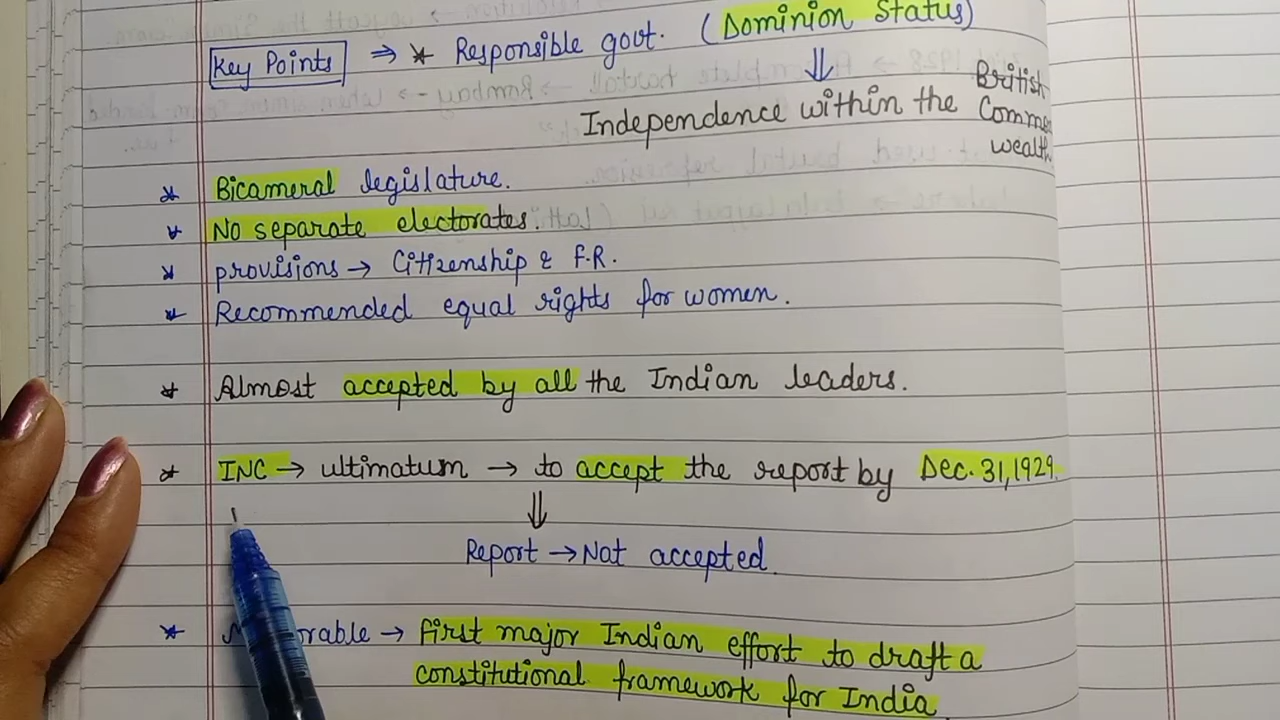 Key Points ⇒ * Responsible govt. (Dominion Status)
⇓
Independence within the British Common wealth
* Bicameral legislature.
* No separate electorates.
* provisions → Citizenship & F.R.
* Recommended equal rights for women.
* Almost accepted by all the Indian leaders.
* INC → ultimatum → to accept the report by Dec. 31, 1929.
⇓
Report → Not accepted.
* → first major Indian effort to draft a
constitutional framework for India